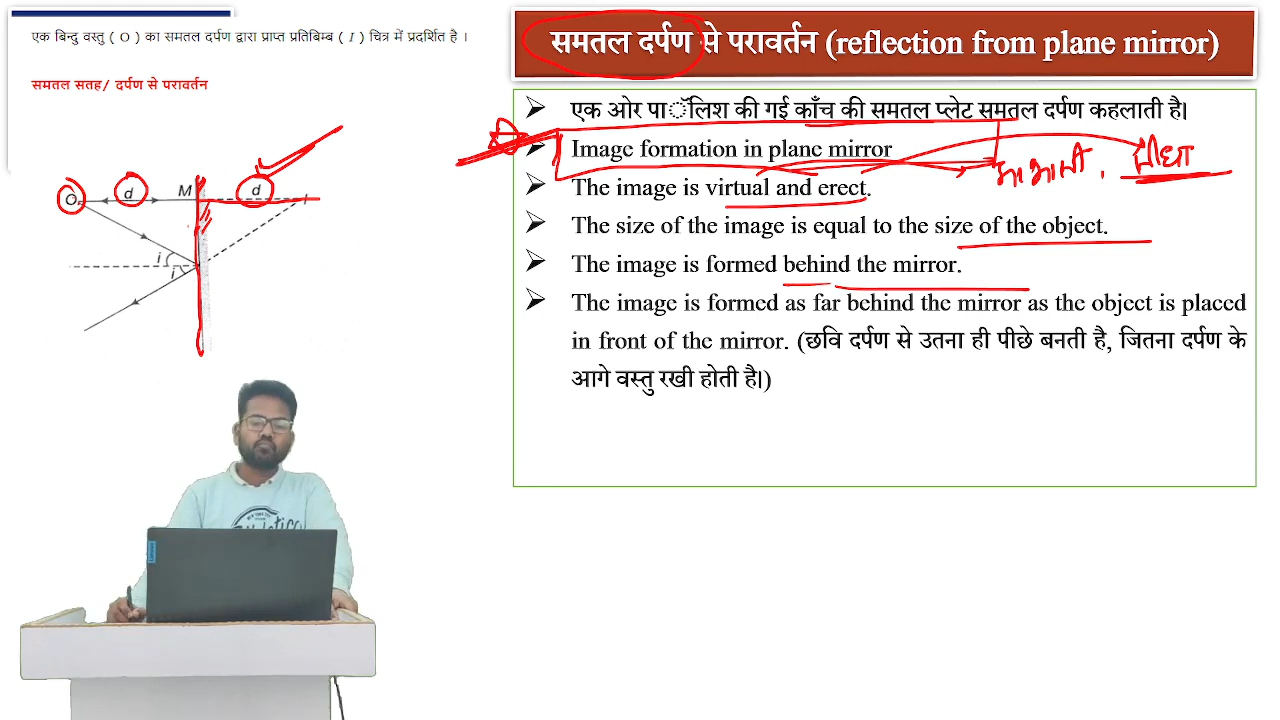 एक बिन्दु वस्तु ( O ) का समतल दर्पण द्वारा प्राप्त प्रतिबिम्ब ( I ) चित्र में प्रदर्शित है ।
समतल सतह/ दर्पण से परावर्तन
O d M d I
i
i
समतल दर्पण से परावर्तन (reflection from plane mirror)
एक ओर पाॅलिश की गई काँच की समतल प्लेट समतल दर्पण कहलाती है।
Image formation in plane mirror
आभासी, सीधा
The image is virtual and erect.
The size of the image is equal to the size of the object.
The image is formed behind the mirror.
The image is formed as far behind the mirror as the object is placed
in front of the mirror. (छवि दर्पण से उतना ही पीछे बनती है, जितना दर्पण के
आगे वस्तु रखी होती है।)
Lenovo